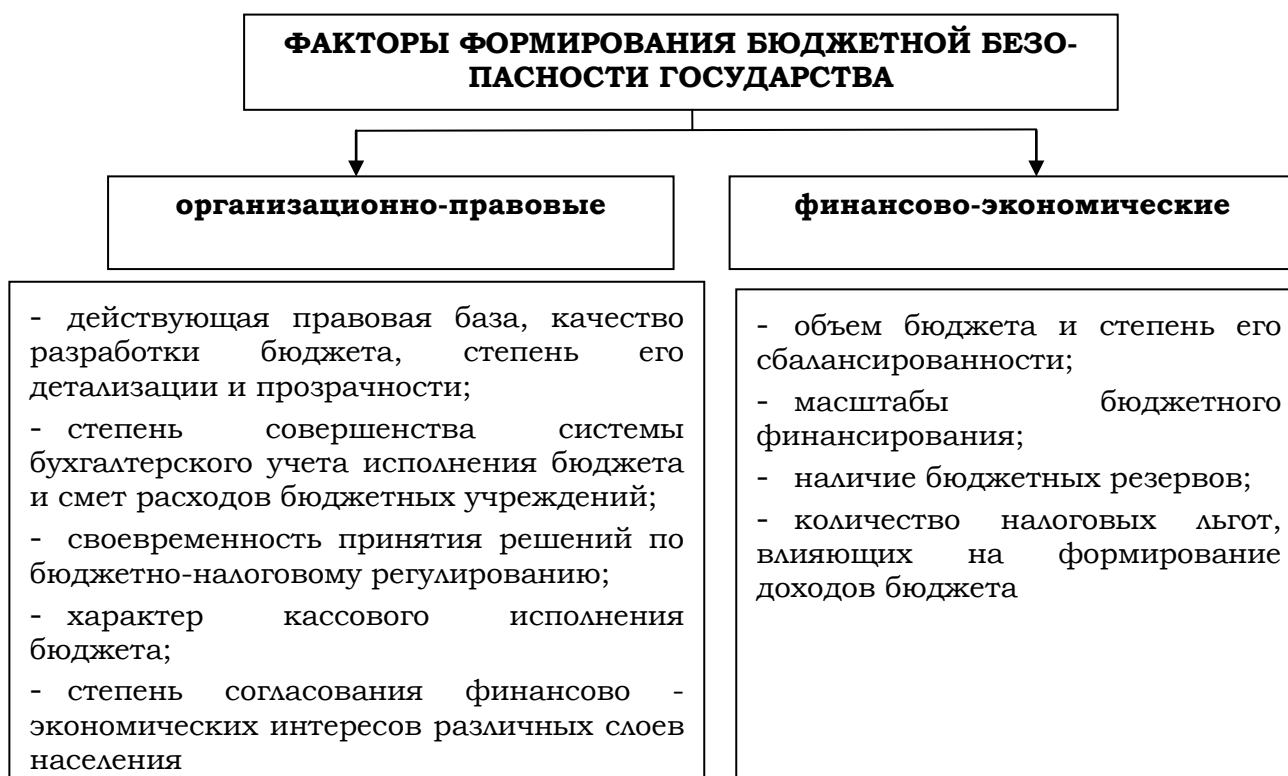 ФАКТОРЫ ФОРМИРОВАНИЯ БЮДЖЕТНОЙ БЕЗО-
ПАСНОСТИ ГОСУДАРСТВА
организационно-правовые
финансово-экономические
- действующая правовая база, качество
разработки бюджета, степень его
детализации и прозрачности;
- степень совершенства системы
бухгалтерского учета исполнения бюджета
и смет расходов бюджетных учреждений;
- своевременность принятия решений по
бюджетно-налоговому регулированию;
- характер кассового исполнения
бюджета;
- степень согласования финансово -
экономических интересов различных слоев
населения
- объем бюджета и степень его
сбалансированности;
- масштабы бюджетного
финансирования;
- наличие бюджетных резервов;
- количество налоговых льгот,
влияющих на формирование
доходов бюджета